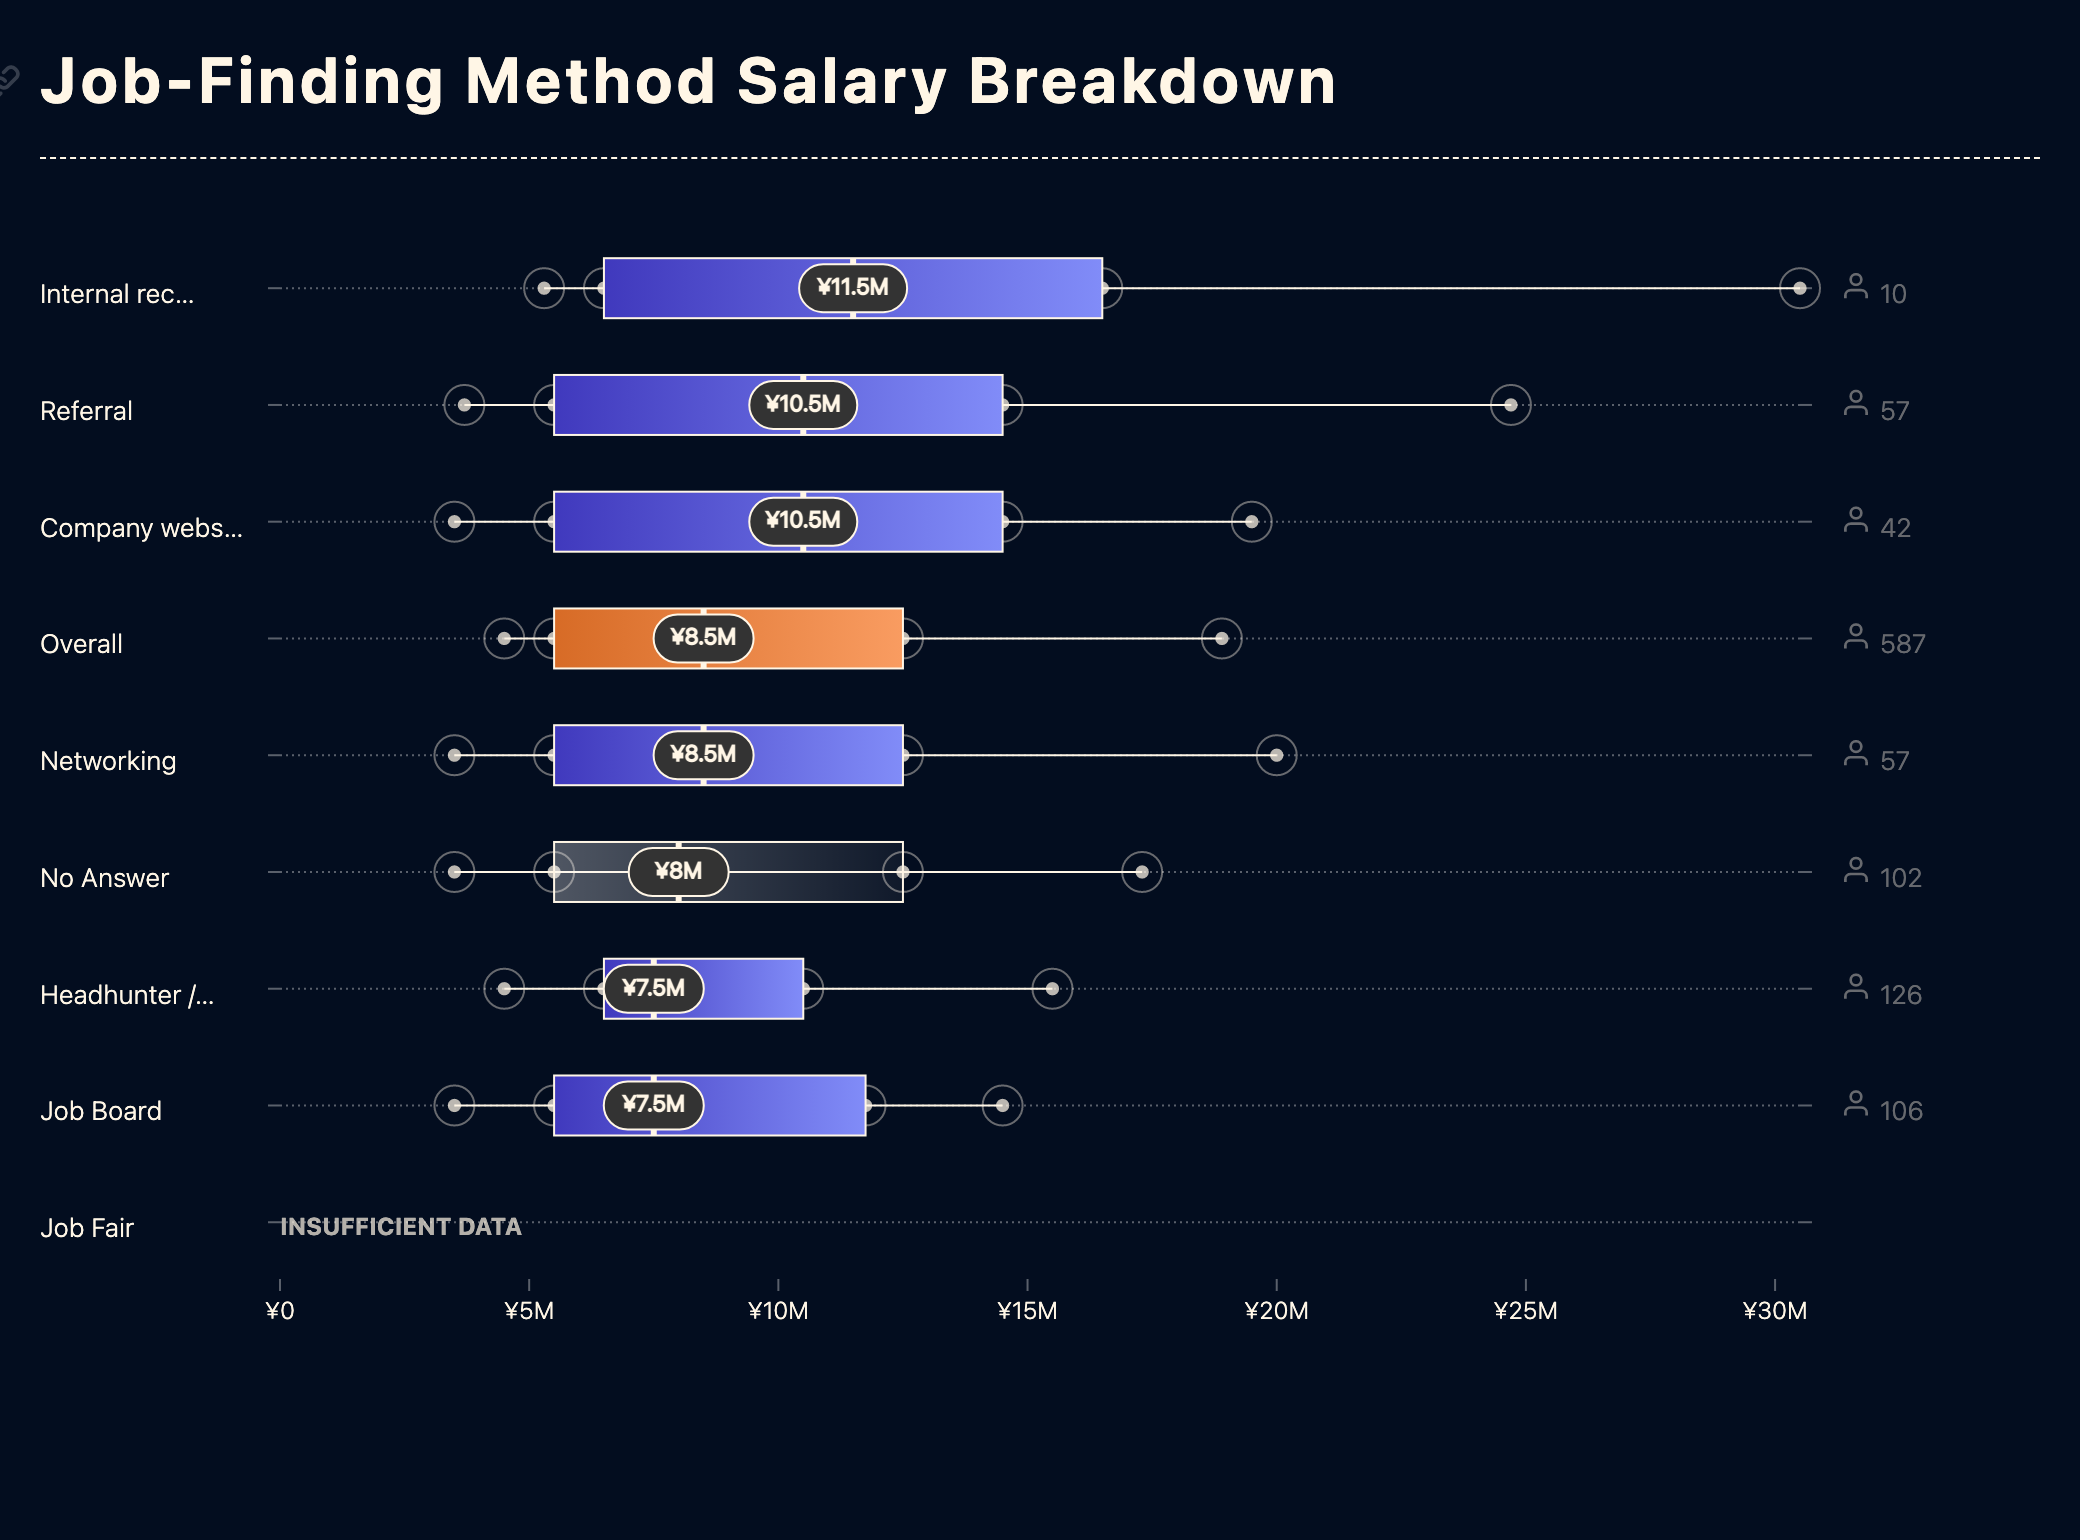 Job-Finding Method Salary Breakdown
Internal rec... ¥11.5M 10
Referral ¥10.5M 57
Company webs... ¥10.5M 42
Overall ¥8.5M 587
Networking ¥8.5M 57
No Answer ¥8M 102
Headhunter /... ¥7.5M 126
Job Board ¥7.5M 106
Job Fair INSUFFICIENT DATA
¥0 ¥5M ¥10M ¥15M ¥20M ¥25M ¥30M